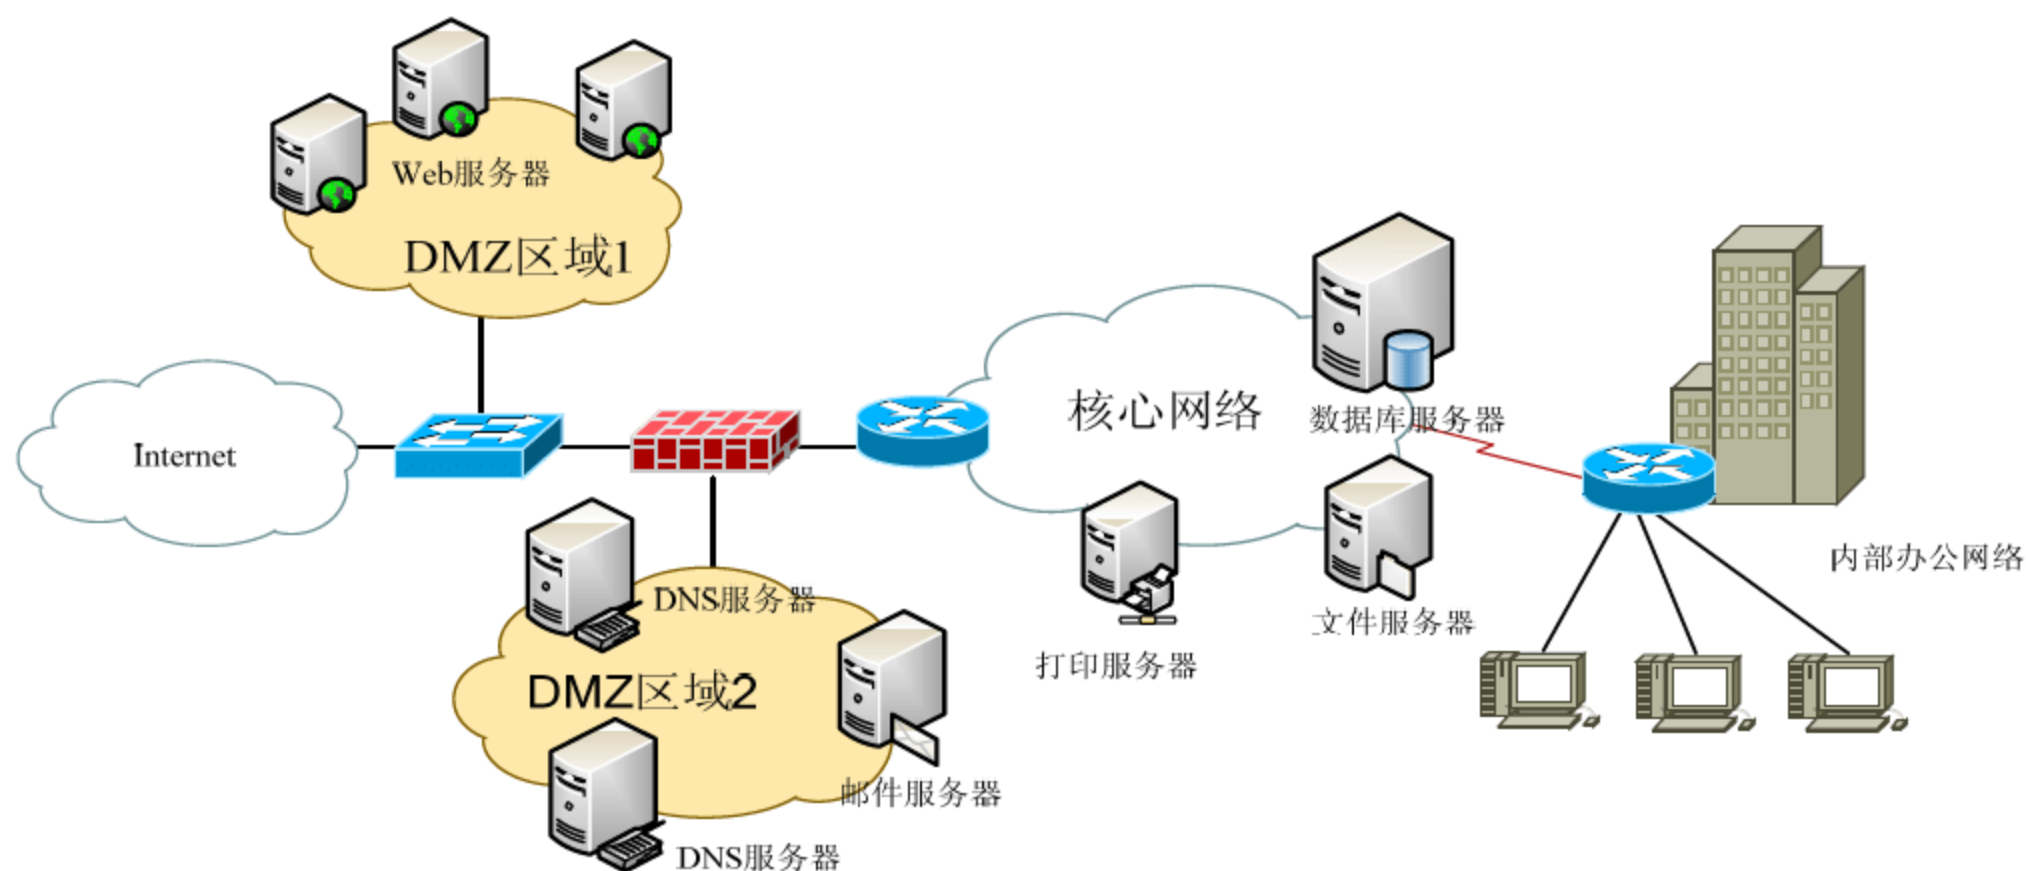 Web服务器
DMZ区域1
Internet
核心网络
数据库服务器
内部办公网络
DNS服务器
文件服务器
打印服务器
DMZ区域2
邮件服务器
DNS服务器